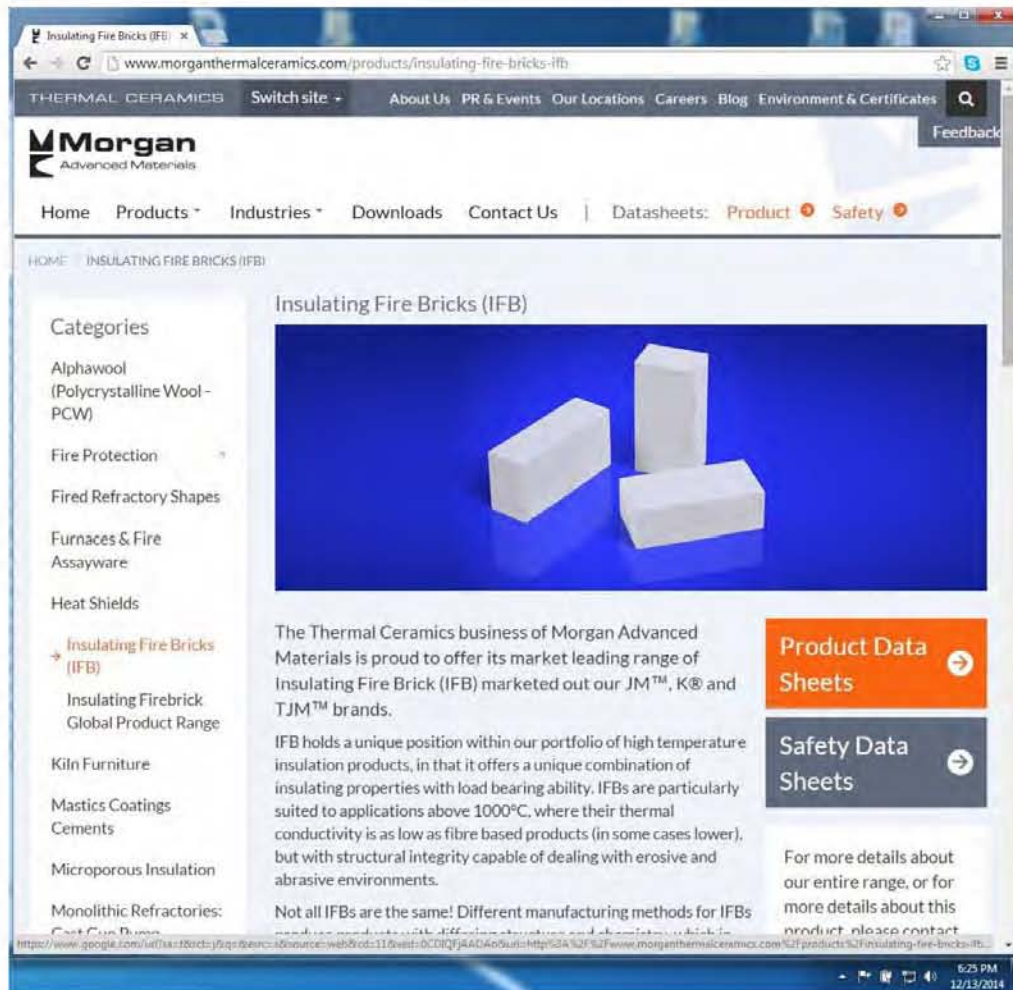 Insulating Fire Bricks (IFB)
www.morganthermalceramics.com/products/insulating-fire-bricks-ifb
THERMAL CERAMICS Switch site About Us PR & Events Our Locations Careers Blog Environment & Certificates
Feedback
Morgan
Advanced Materials
Home Products Industries Downloads Contact Us | Datasheets: Product Safety
HOME INSULATING FIRE BRICKS (IFB)
Categories
Alphawool
(Polycrystalline Wool -
PCW)
Fire Protection
Fired Refractory Shapes
Furnaces & Fire
Assayware
Heat Shields
Insulating Fire Bricks
(IFB)
Insulating Firebrick
Global Product Range
Kiln Furniture
Mastics Coatings
Cements
Microporous Insulation
Monolithic Refractories:
Insulating Fire Bricks (IFB)
The Thermal Ceramics business of Morgan Advanced
Materials is proud to offer its market leading range of
Insulating Fire Brick (IFB) marketed out our JM™, K® and
TJM™ brands.
IFB holds a unique position within our portfolio of high temperature
insulation products, in that it offers a unique combination of
insulating properties with load bearing ability. IFBs are particularly
suited to applications above 1000°C, where their thermal
conductivity is as low as fibre based products (in some cases lower),
but with structural integrity capable of dealing with erosive and
abrasive environments.
Not all IFBs are the same! Different manufacturing methods for IFBs
Product Data
Sheets
Safety Data
Sheets
For more details about
our entire range, or for
more details about this
product, please contact
6:25 PM
12/13/2014